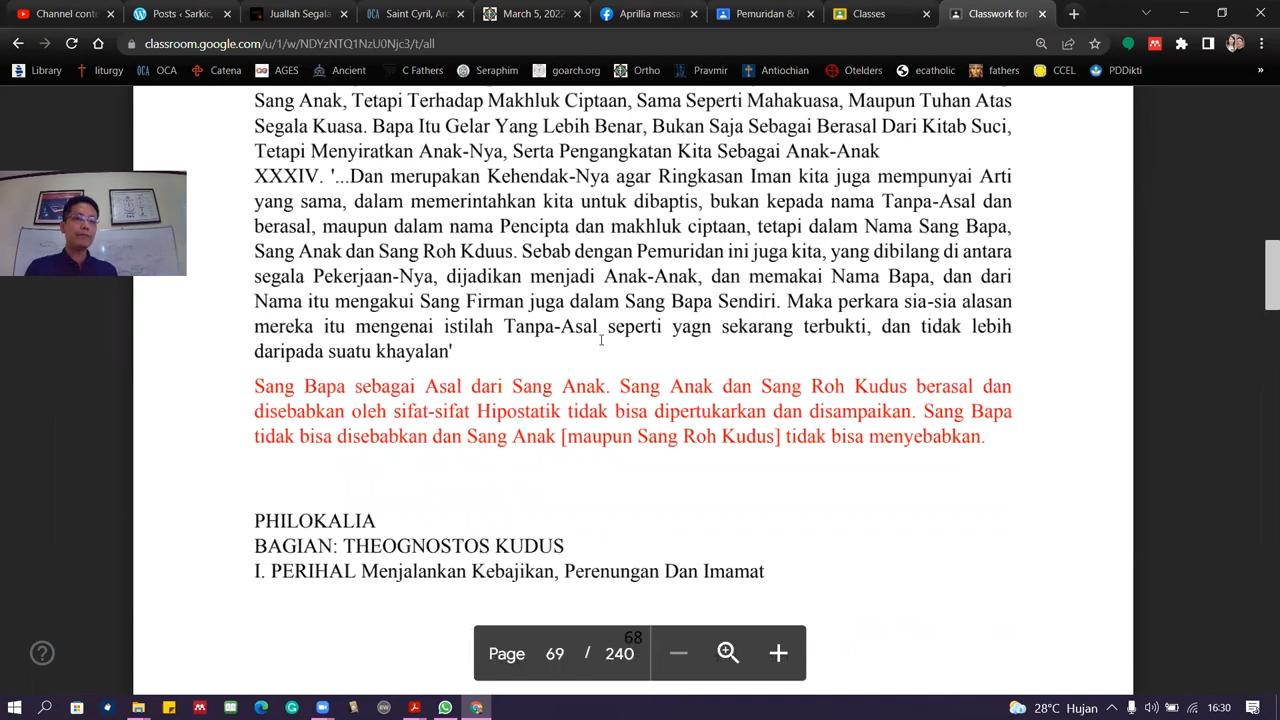 Channel conten
Posts ‹ Sarkic,
Juallah Segala
Saint Cyril, Arc
March 5, 2022
Aprillia messa
Pemuridan &
Classes
Classwork for
classroom.google.com/u/1/w/NDYzNTQ1NzU0Njc3/t/all
Library
liturgy
OCA
Catena
AGES
Ancient
C Fathers
Seraphim
goarch.org
Ortho
Pravmir
Antiochian
Otelders
ecatholic
fathers
CCEL
PDDikti
Sang Anak, Tetapi Terhadap Makhluk Ciptaan, Sama Seperti Mahakuasa, Maupun Tuhan Atas
Segala Kuasa. Bapa Itu Gelar Yang Lebih Benar, Bukan Saja Sebagai Berasal Dari Kitab Suci,
Tetapi Menyiratkan Anak-Nya, Serta Pengangkatan Kita Sebagai Anak-Anak
XXXIV. '...Dan merupakan Kehendak-Nya agar Ringkasan Iman kita juga mempunyai Arti
yang sama, dalam memerintahkan kita untuk dibaptis, bukan kepada nama Tanpa-Asal dan
berasal, maupun dalam nama Pencipta dan makhluk ciptaan, tetapi dalam Nama Sang Bapa,
Sang Anak dan Sang Roh Kduus. Sebab dengan Pemuridan ini juga kita, yang dibilang di antara
segala Pekerjaan-Nya, dijadikan menjadi Anak-Anak, dan memakai Nama Bapa, dan dari
Nama itu mengakui Sang Firman juga dalam Sang Bapa Sendiri. Maka perkara sia-sia alasan
mereka itu mengenai istilah Tanpa-Asal seperti yagn sekarang terbukti, dan tidak lebih
daripada suatu khayalan'
Sang Bapa sebagai Asal dari Sang Anak. Sang Anak dan Sang Roh Kudus berasal dan
disebabkan oleh sifat-sifat Hipostatik tidak bisa dipertukarkan dan disampaikan. Sang Bapa
tidak bisa disebabkan dan Sang Anak [maupun Sang Roh Kudus] tidak bisa menyebabkan.
PHILOKALIA
BAGIAN: THEOGNOSTOS KUDUS
I. PERIHAL Menjalankan Kebajikan, Perenungan Dan Imamat
68
Page 69 / 240
28°C Hujan
16:30